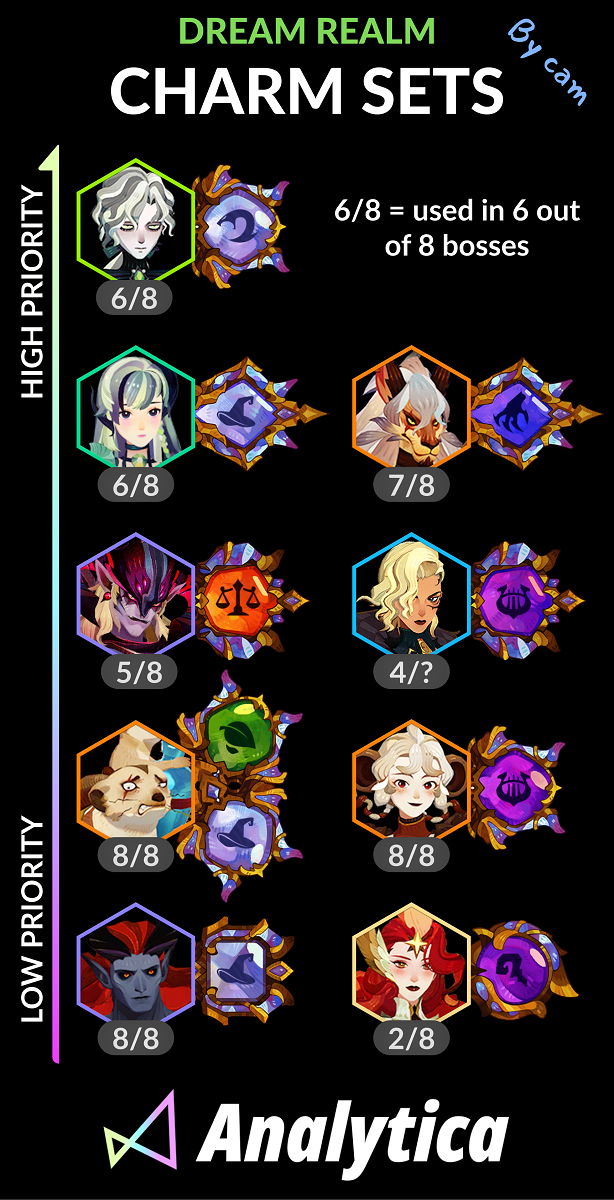 DREAM REALM
By cam
CHARM SETS
HIGH PRIORITY
6/8 = used in 6 out
of 8 bosses
6/8
6/8
7/8
5/8
4/?
8/8
8/8
LOW PRIORITY
8/8
2/8
Analytica